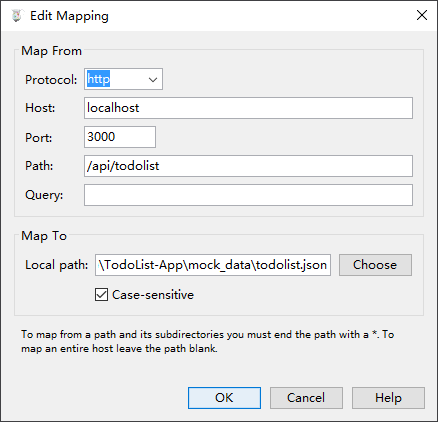 Edit Mapping
Map From
Protocol: http
Host: localhost
Port: 3000
Path: /api/todolist
Query:
Map To
Local path: \TodoList-App\mock_data\todolist.json Choose
Case-sensitive
To map from a path and its subdirectories you must end the path with a *. To
map an entire host leave the path blank.
OK Cancel Help